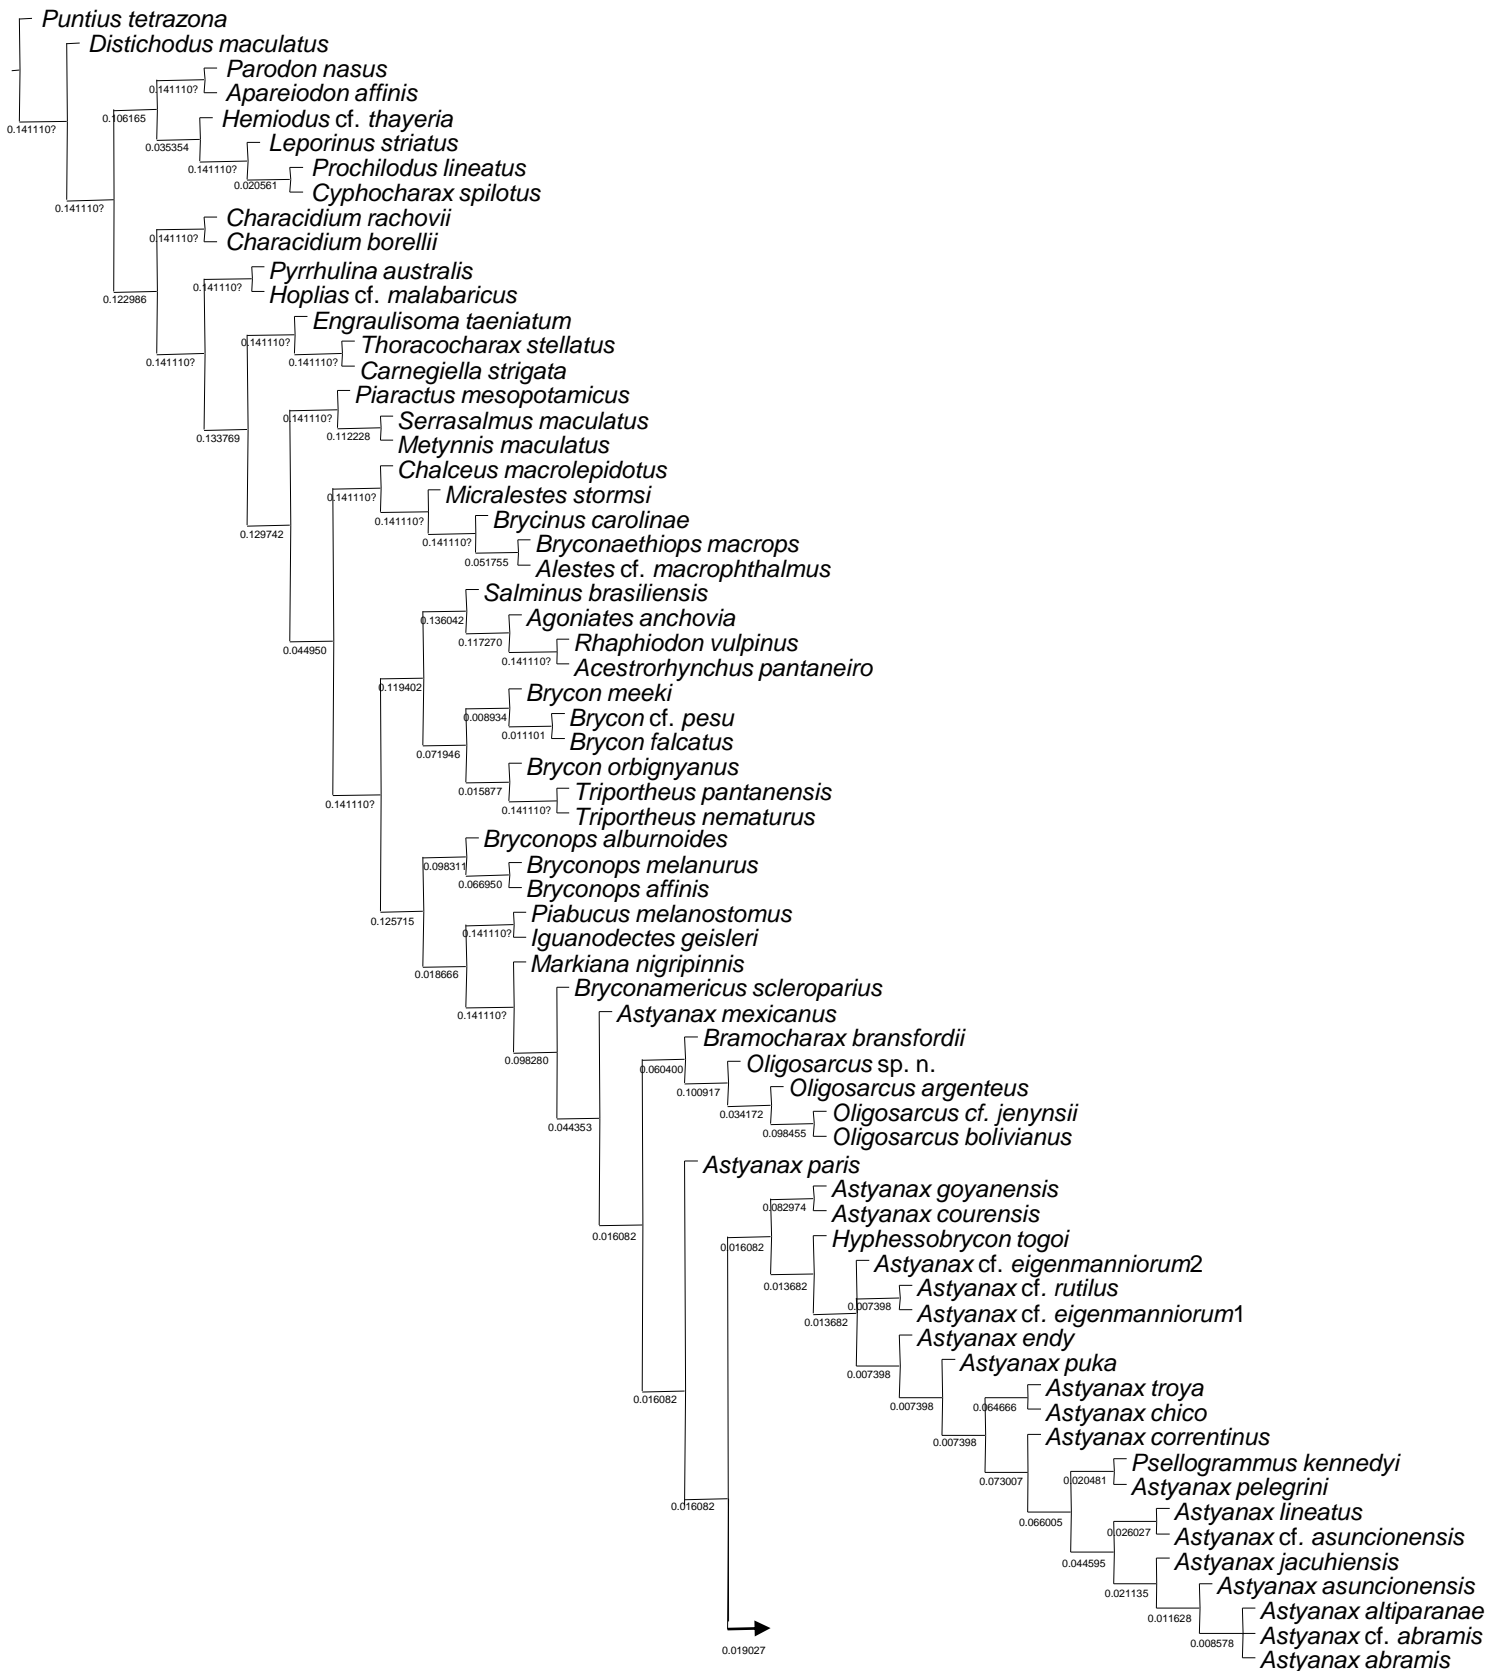 Puntius tetrazona
Distichodus maculatus
Parodon nasus
0.141110?
Apareiodon affinis
0.106165
Hemiodus cf. thayeria
0.141110?
Leporinus striatus
0.035354
Prochilodus lineatus
0.141110?
0.020561
Cyphocharax spilotus
0.141110?
Characidium rachovii
0.141110?
Characidium borellii
Pyrrhulina australis
0.141110?
Hoplias cf. malabaricus
0.122986
Engraulisoma taeniatum
0.141110?
Thoracocharax stellatus
0.141110?
0.141110?
Carnegiella strigata
Piaractus mesopotamicus
0.141110?
Serrasalmus maculatus
0.133769
0.112228
Metynnis maculatus
Chalceus macrolepidotus
0.141110?
Micralestes stormsi
0.141110?
Brycinus carolinae
0.129742
0.141110?
Bryconaethiops macrops
0.051755
Alestes cf. macrophthalmus
Salminus brasiliensis
0.136042
Agoniates anchovia
0.117270
Rhaphiodon vulpinus
0.044950
0.141110?
Acestrorhynchus pantaneiro
0.119402
Brycon meeki
0.008934
Brycon cf. pesu
0.011101
Brycon falcatus
0.071946
Brycon orbignyanus
0.015877
Triportheus pantanensis
0.141110?
0.141110?
Triportheus nematurus
Bryconops alburnoides
0.098311
Bryconops melanurus
0.066950
Bryconops affinis
0.125715
Piabucus melanostomus
0.141110?
Iguanodectes geisleri
0.018666
Markiana nigripinnis
Bryconamericus scleroparius
0.141110?
Astyanax mexicanus
Bramocharax bransfordii
0.098280
0.060400
Oligosarcus sp. n.
0.100917
Oligosarcus argenteus
0.034172
Oligosarcus cf. jenynsii
0.044353
0.098455
Oligosarcus bolivianus
Astyanax paris
Astyanax goyanensis
0.082974
Astyanax courensis
0.016082
Hyphessobrycon togoi
0.016082
Astyanax cf. eigenmanniorum2
0.013682
Astyanax cf. rutilus
0.007398
Astyanax cf. eigenmanniorum1
0.013682
Astyanax endy
Astyanax puka
0.007398
Astyanax troya
0.016082
0.007398
0.064666
Astyanax chico
Astyanax correntinus
0.007398
Psellogrammus kennedyi
0.073007
0.020481
Astyanax pelegrini
0.016082
Astyanax lineatus
0.066005
0.026027
Astyanax cf. asuncionensis
0.044595
Astyanax jacuhiensis
Astyanax asuncionensis
0.021135
Astyanax altiparanae
0.011628
Astyanax cf. abramis
0.008578
0.019027
Astyanax abramis